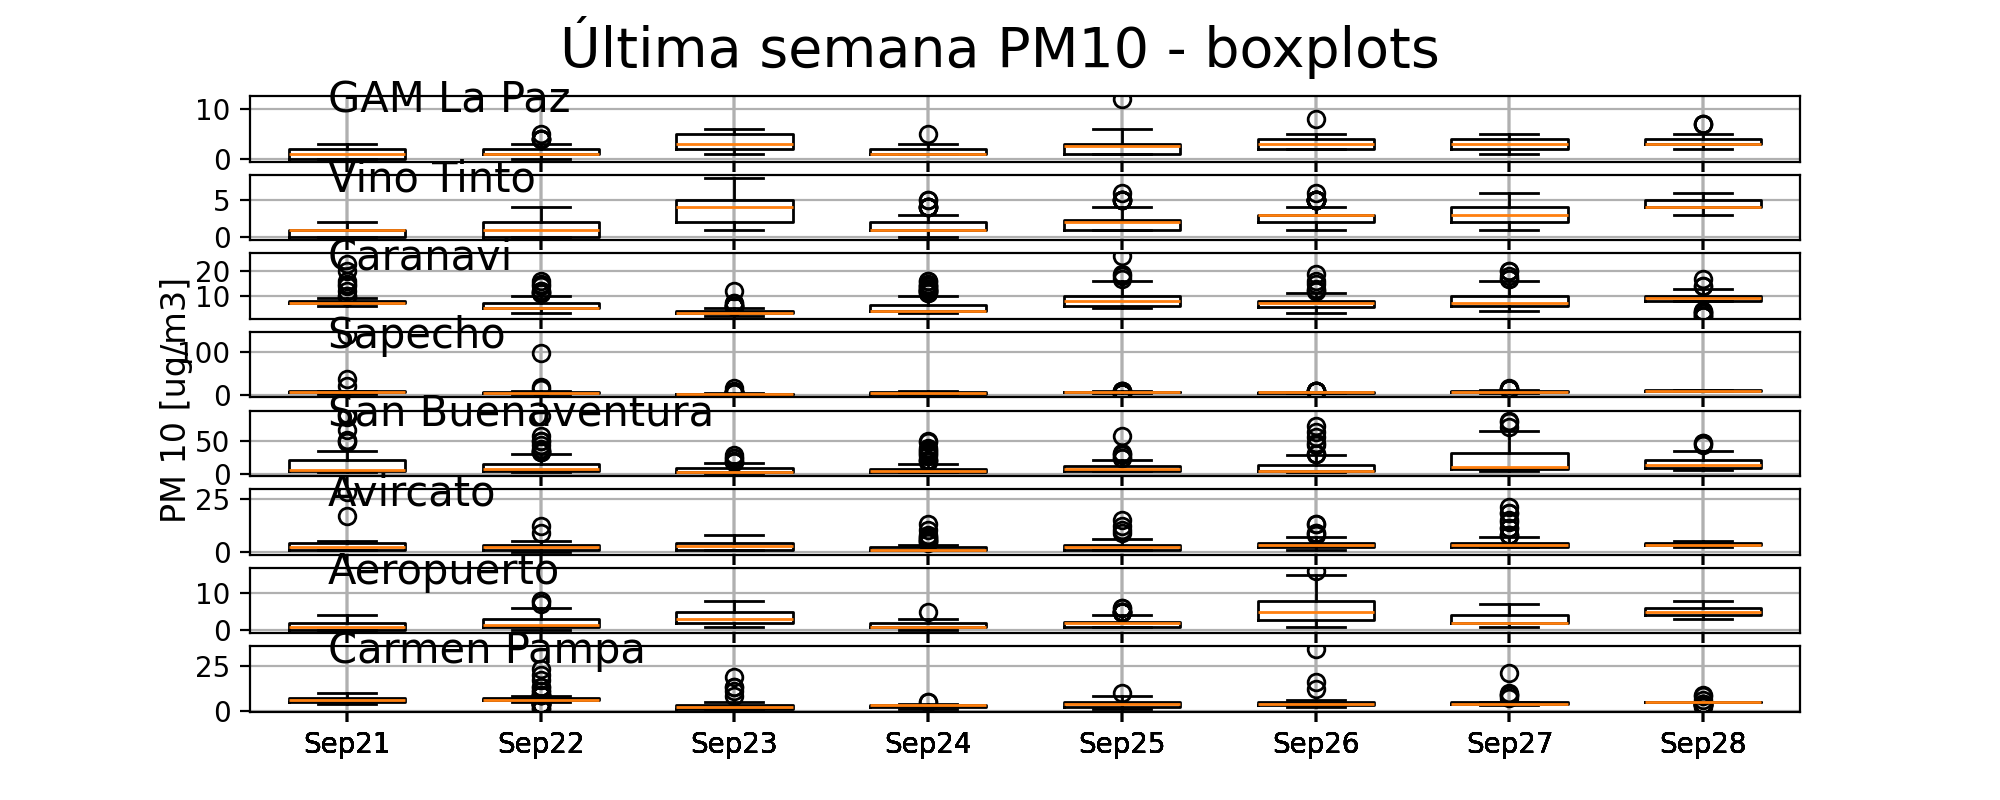 Última semana PM10 - boxplots
GAM La Paz
10
0
Vino Tinto
5
0
Caranavi
20
10
Sapecho
100
0
PM 10 [ug/m3]
San Buenaventura
50
0
Avircato
25
0
Aeropuerto
10
0
Carmen Pampa
25
0
Sep21 Sep22 Sep23 Sep24 Sep25 Sep26 Sep27 Sep28